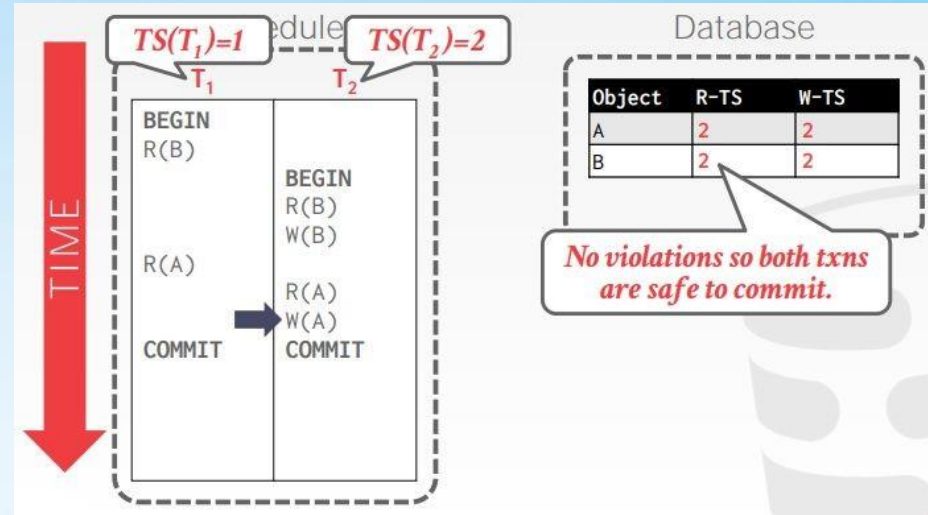 edule
TS(T₁)=1
TS(T₂)=2
T₁ T₂
BEGIN
R(B)
BEGIN
R(B)
W(B)
R(A)
R(A)
W(A)
COMMIT COMMIT
TIME
Database
Object R-TS W-TS
A 2 2
B 2 2
No violations so both txns
are safe to commit.